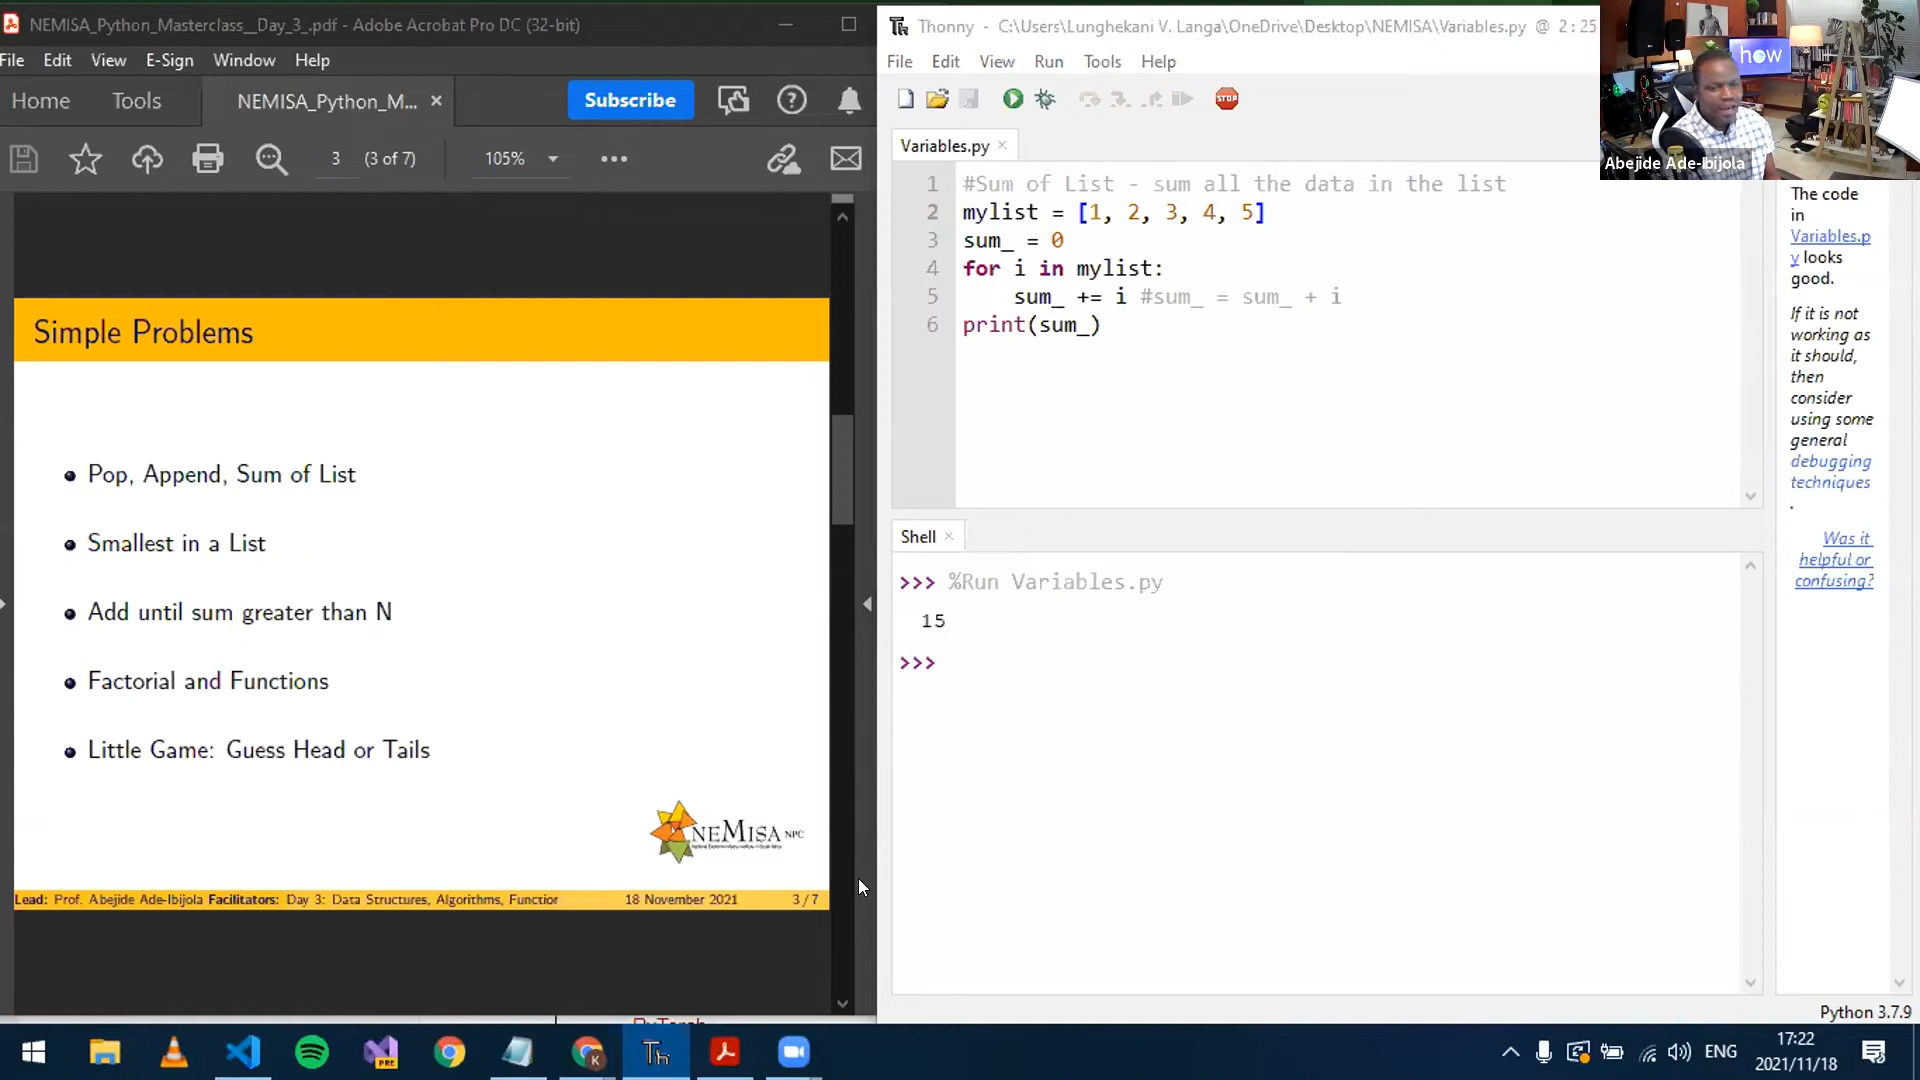 NEMISA_Python_Masterclass__Day_3_.pdf - Adobe Acrobat Pro DC (32-bit)
File Edit View E-Sign Window Help
Home Tools NEMISA_Python_M... ×
Subscribe
3 (3 of 7) 105%
Simple Problems
Pop, Append, Sum of List
Smallest in a List
Add until sum greater than N
Factorial and Functions
Little Game: Guess Head or Tails
NEMISA NPC
Lead: Prof. Abejide Ade-Ibijola Facilitators: Day 3: Data Structures, Algorithms, Function 18 November 2021 3 / 7
Th Thonny - C:\Users\Lunghekani V. Langa\OneDrive\Desktop\NEMISA\Variables.py @ 2:25
File Edit View Run Tools Help
STOP
Variables.py ×
1 #Sum of List - sum all the data in the list
2 mylist = [1, 2, 3, 4, 5]
3 sum_ = 0
4 for i in mylist:
5 sum_ += i #sum_ = sum_ + i
6 print(sum_)
Shell ×
>>> %Run Variables.py
15
>>>
how
Abejide Ade-Ibijola
The code
in
Variables.p
y looks
good.
If it is not
working as
it should,
then
consider
using some
general
debugging
techniques
.
Was it
helpful or
confusing?
Python 3.7.9
PRE
K
Th
ENG
17:22
2021/11/18